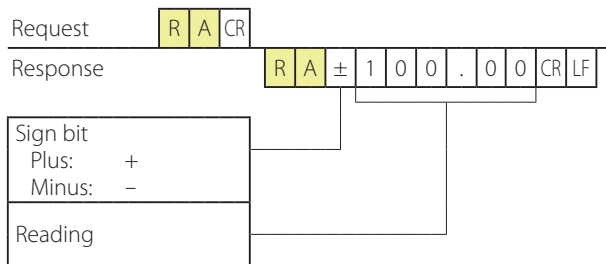 Request R A CR
Response R A ± 1 0 0 . 0 0 CR LF
Sign bit
Plus: +
Minus: –
Reading